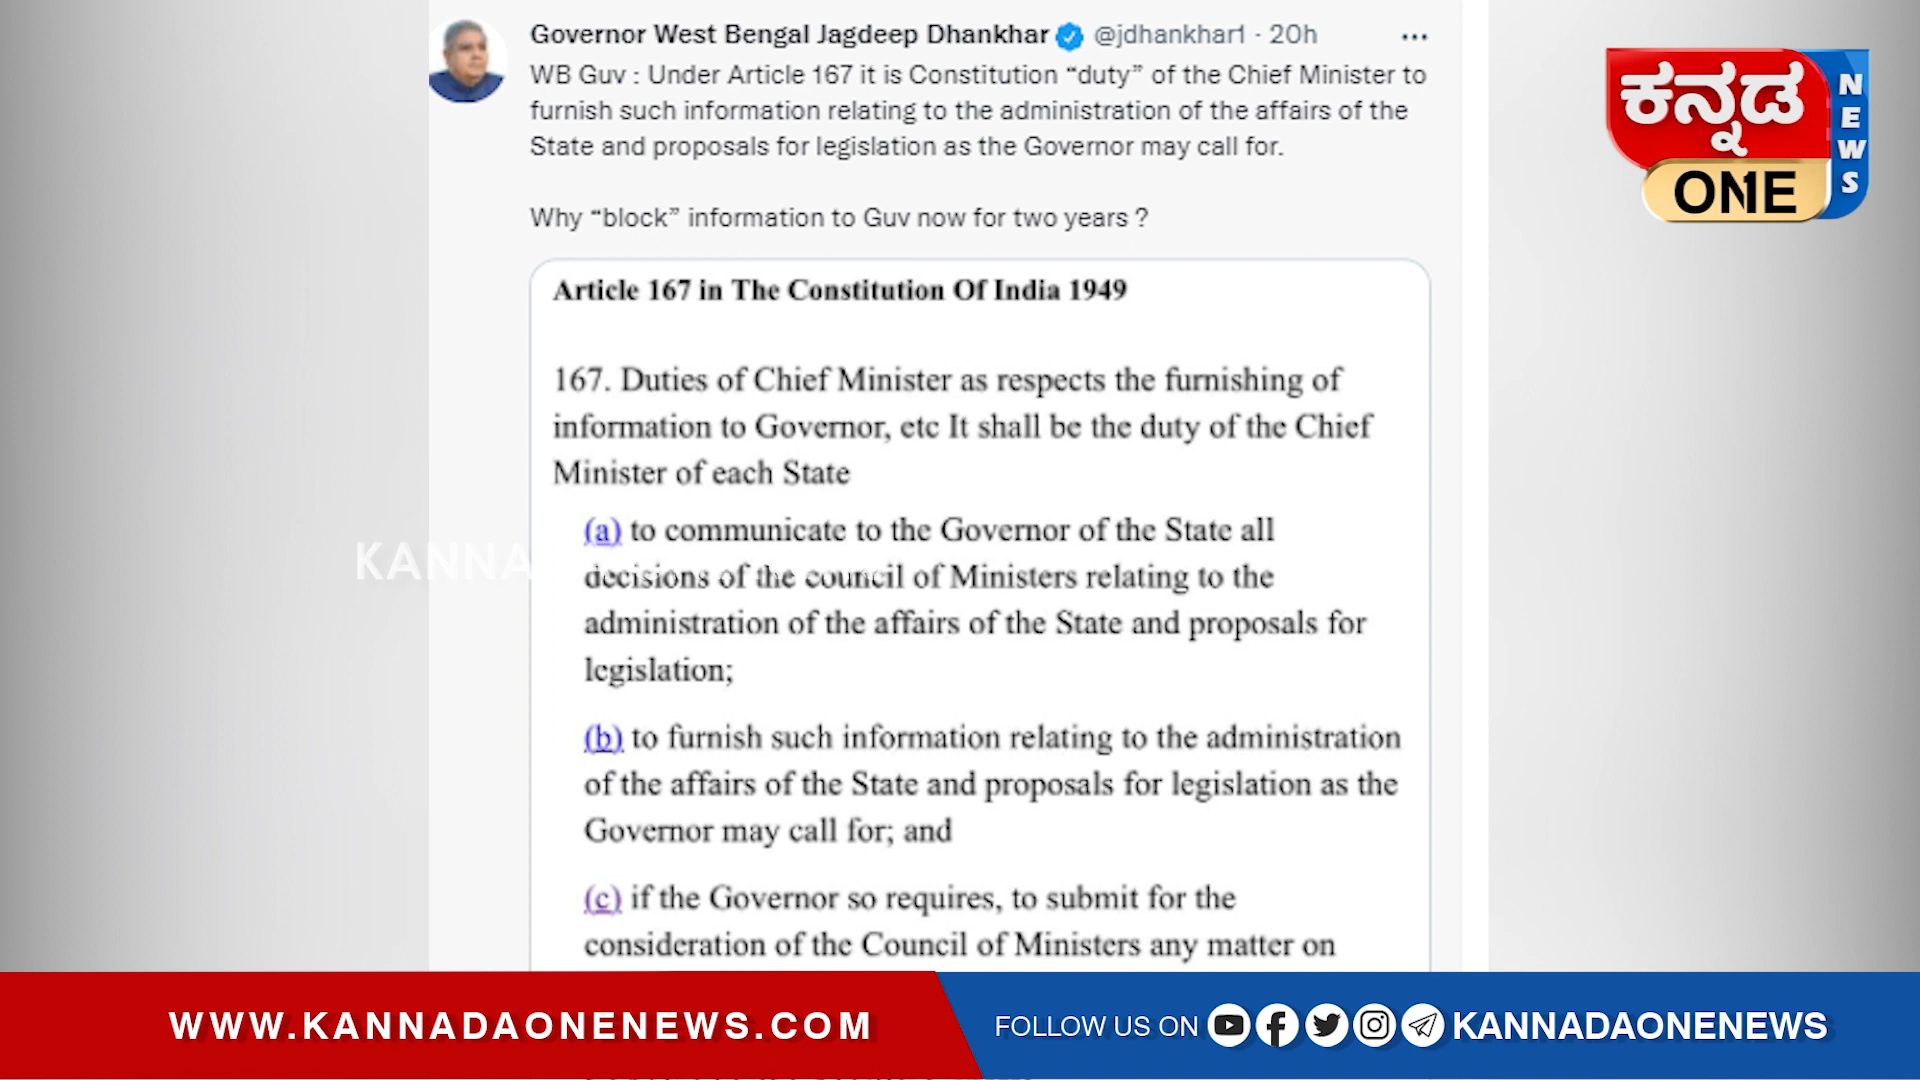 Governor West Bengal Jagdeep Dhankhar @jdhankhar1 · 20h
WB Guv : Under Article 167 it is Constitution “duty” of the Chief Minister to
furnish such information relating to the administration of the affairs of the
State and proposals for legislation as the Governor may call for.
Why “block” information to Guv now for two years ?
Article 167 in The Constitution Of India 1949
167. Duties of Chief Minister as respects the furnishing of
information to Governor, etc It shall be the duty of the Chief
Minister of each State
(a) to communicate to the Governor of the State all
decisions of the council of Ministers relating to the
administration of the affairs of the State and proposals for
legislation;
(b) to furnish such information relating to the administration
of the affairs of the State and proposals for legislation as the
Governor may call for; and
(c) if the Governor so requires, to submit for the
consideration of the Council of Ministers any matter on
ಕನ್ನಡ
ONE
NEWS
WWW.KANNADAONENEWS.COM
FOLLOW US ON KANNADAONENEWS